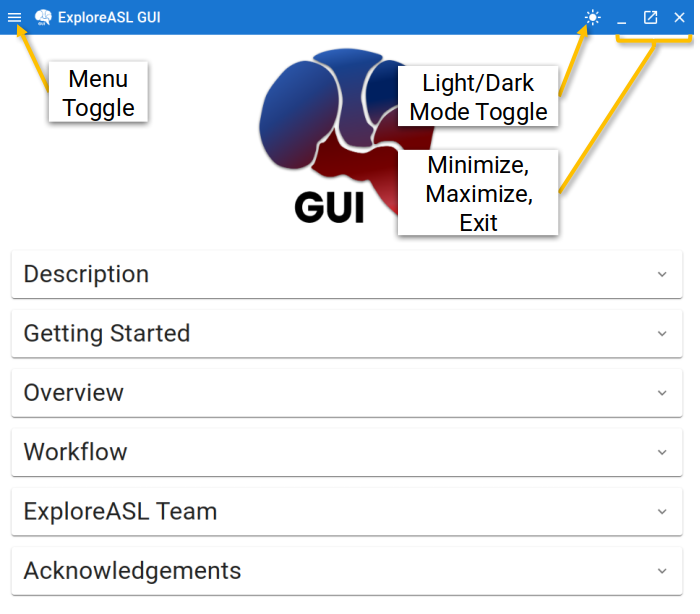 ExploreASL GUI
Menu
Toggle
Light/Dark
Mode Toggle
Minimize,
Maximize,
Exit
GUI
Description
Getting Started
Overview
Workflow
ExploreASL Team
Acknowledgements